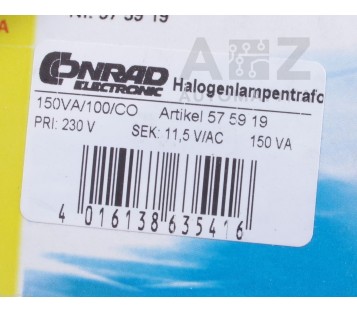 Nr. 57 59 19
CONRAD
ELECTRONIC
Halogenlampentrafo
150VA/100/CO Artikel 57 59 19
PRI: 230 V SEK: 11,5 V/AC 150 VA
4 016138 635416